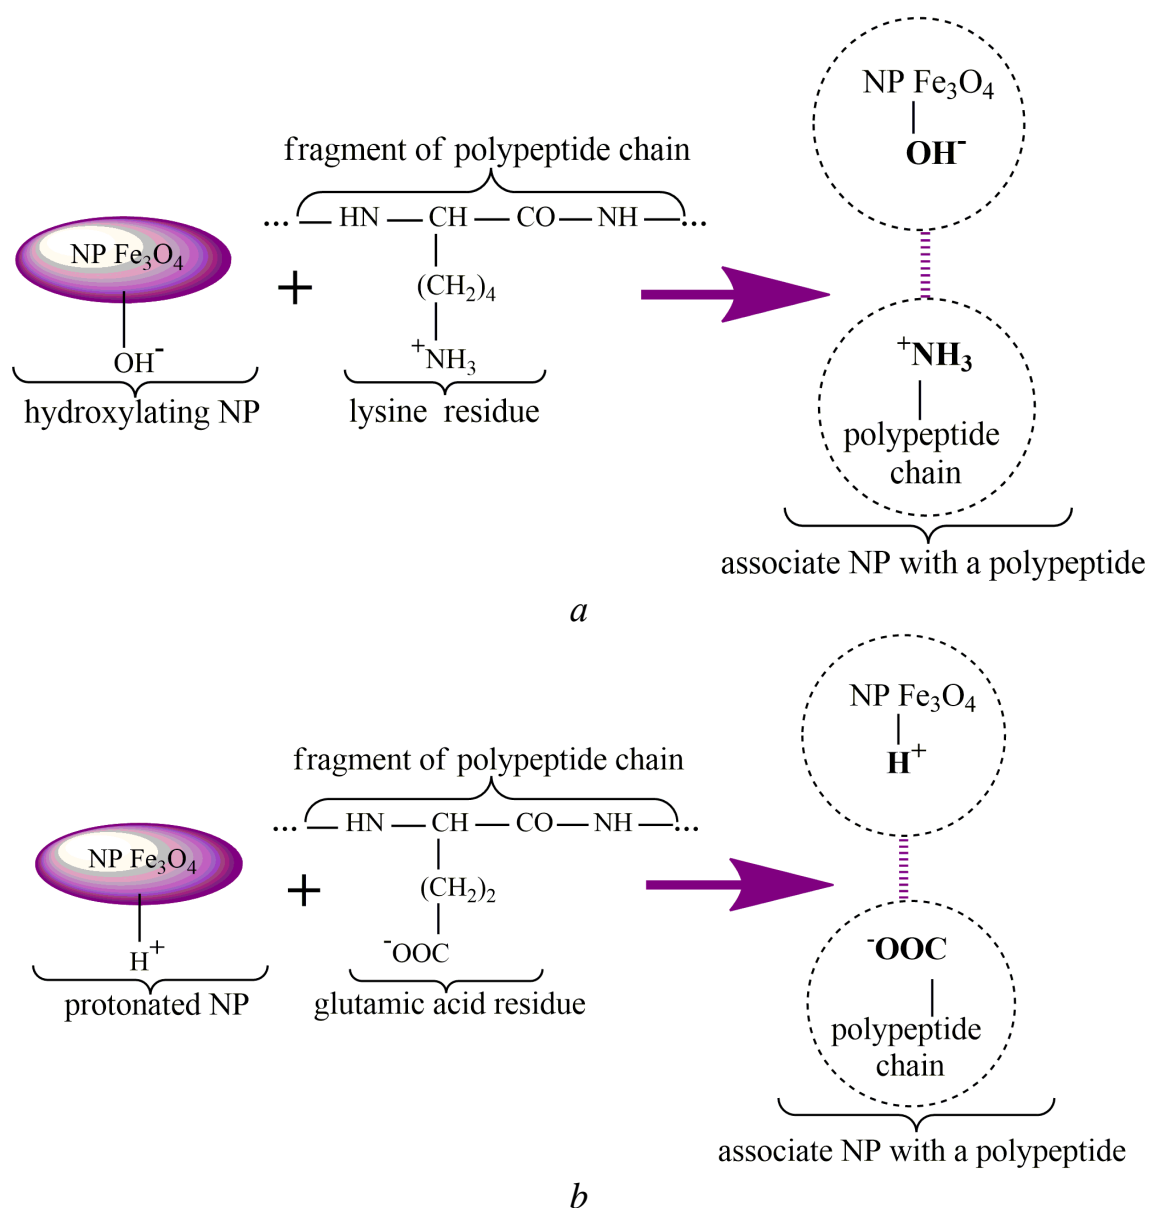 NP Fe₃O₄
OH⁻
fragment of polypeptide chain
... — HN — CH — CO — NH — ...
NP Fe₃O₄
+
(CH₂)₄
OH⁻
⁺NH₃
hydroxylating NP
lysine residue
⁺NH₃
polypeptide
chain
associate NP with a polypeptide
a
NP Fe₃O₄
H⁺
fragment of polypeptide chain
... — HN — CH — CO — NH — ...
NP Fe₃O₄
+
(CH₂)₂
H⁺
⁻OOC
protonated NP
glutamic acid residue
⁻OOC
polypeptide
chain
associate NP with a polypeptide
b